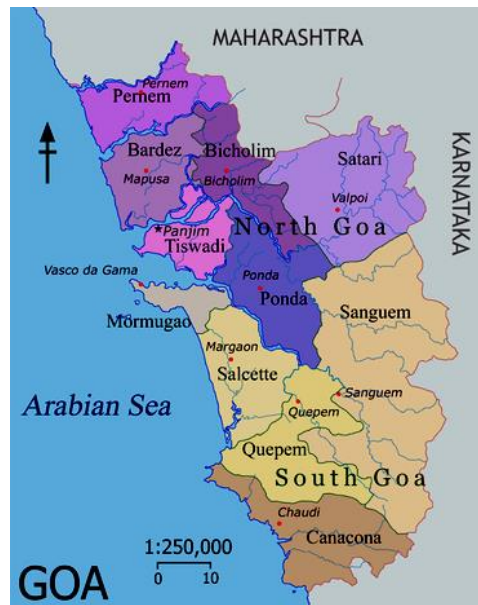 MAHARASHTRA
Pernem
Pernem
KARNATAKA
Bardez
Bicholim
Satari
Mapusa
Bicholim
Valpoi
Panjim
North Goa
Tiswadi
Vasco da Gama
Ponda
Ponda
Sanguem
Mormugao
Margaon
Salcette
Sanguem
Arabian Sea
Quepem
Quepem
South Goa
Chaudi
Canacona
1:250,000
0 10
GOA